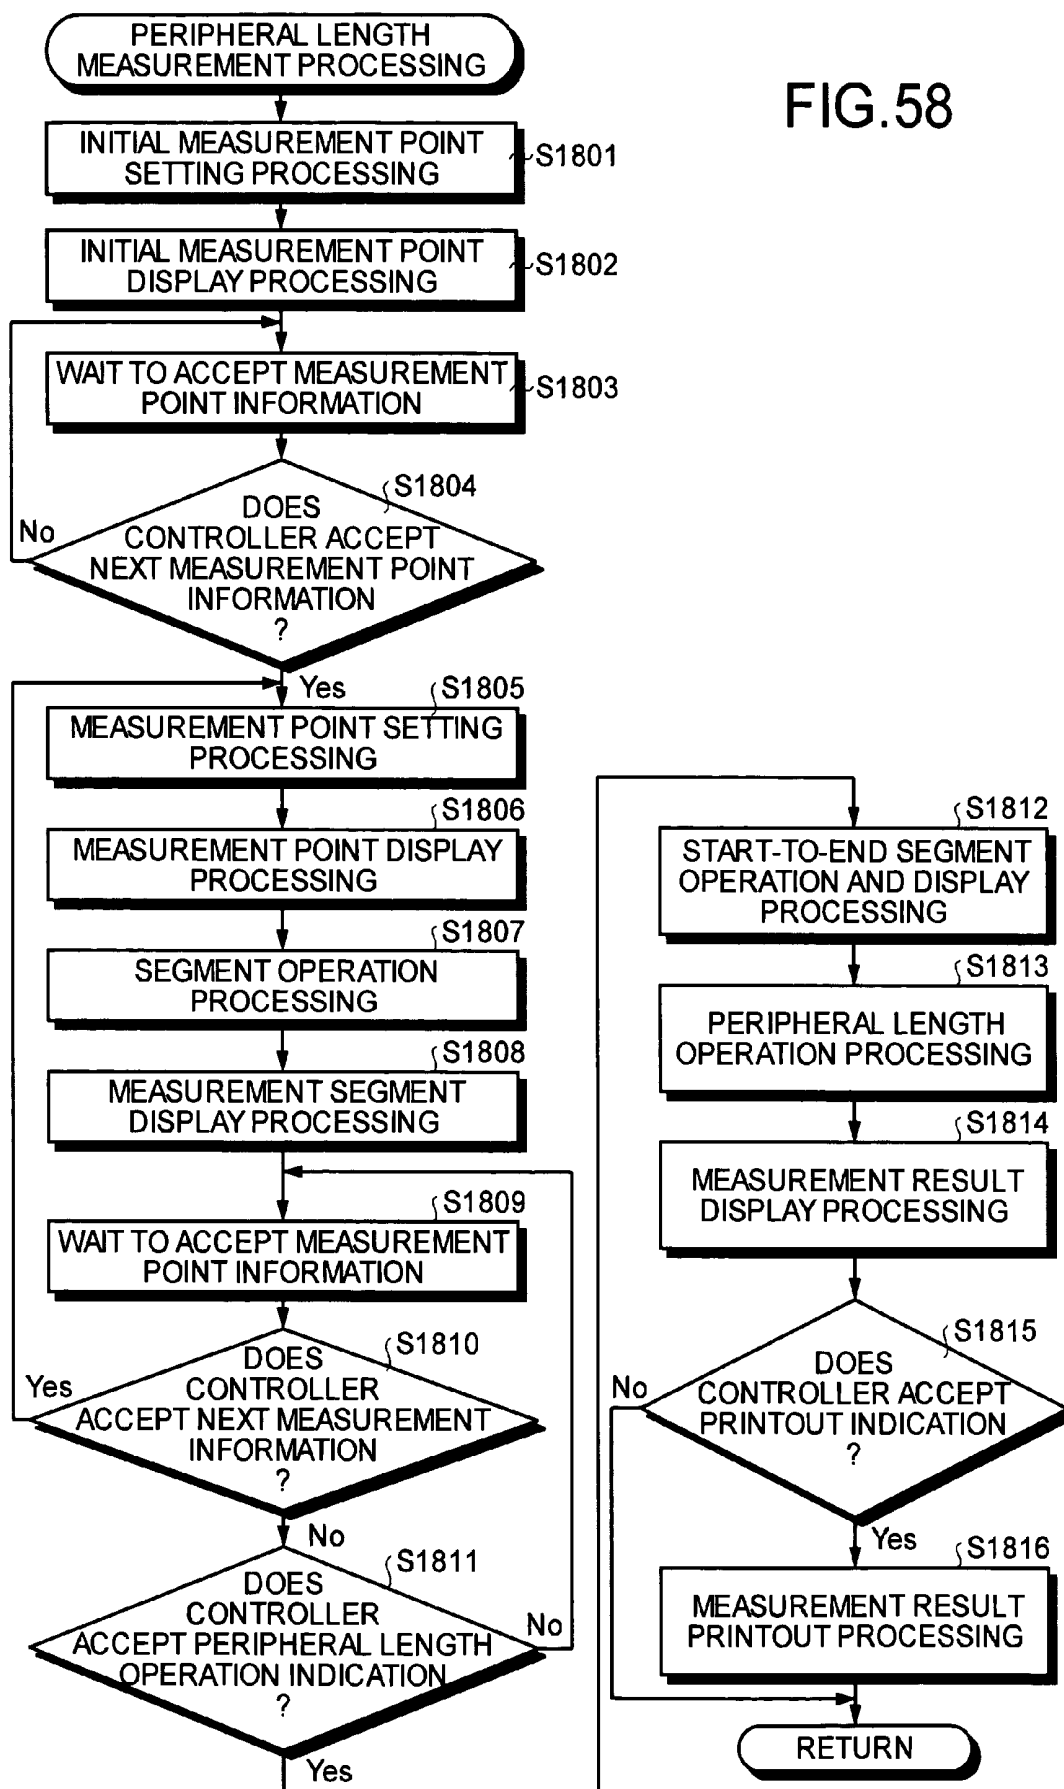 PERIPHERAL LENGTH
MEASUREMENT PROCESSING
FIG.58
INITIAL MEASUREMENT POINT
SETTING PROCESSING
S1801
INITIAL MEASUREMENT POINT
DISPLAY PROCESSING
S1802
WAIT TO ACCEPT MEASUREMENT
POINT INFORMATION
S1803
S1804
DOES
CONTROLLER ACCEPT
NEXT MEASUREMENT POINT
INFORMATION
?
No
Yes
S1805
MEASUREMENT POINT SETTING
PROCESSING
S1806
MEASUREMENT POINT DISPLAY
PROCESSING
S1807
SEGMENT OPERATION
PROCESSING
S1808
MEASUREMENT SEGMENT
DISPLAY PROCESSING
S1809
WAIT TO ACCEPT MEASUREMENT
POINT INFORMATION
S1810
DOES
CONTROLLER
ACCEPT NEXT MEASUREMENT
INFORMATION
?
Yes
No
S1811
DOES
CONTROLLER
ACCEPT PERIPHERAL LENGTH
OPERATION INDICATION
?
No
Yes
S1812
START-TO-END SEGMENT
OPERATION AND DISPLAY
PROCESSING
S1813
PERIPHERAL LENGTH
OPERATION PROCESSING
S1814
MEASUREMENT RESULT
DISPLAY PROCESSING
S1815
DOES
CONTROLLER ACCEPT
PRINTOUT INDICATION
?
No
Yes
S1816
MEASUREMENT RESULT
PRINTOUT PROCESSING
RETURN